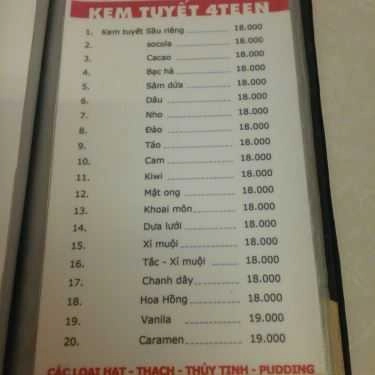 KEM TUYẾT 4TEEN
1. Kem tuyết Sầu riêng 18.000
2. socola 18.000
3. Cacao 18.000
4. Bạc hà 18.000
5. Sâm dứa 18.000
6. Dâu 18.000
7. Nho 18.000
8. Đào 18.000
9. Táo 18.000
10. Cam 18.000
11. Kiwi 18.000
12. Mật ong 18.000
13. Khoai môn 18.000
14. Dưa lưới 18.000
15. Xí muội 18.000
16. Tắc - Xí muội 18.000
17. Chanh dây 18.000
18. Hoa Hồng 18.000
19. Vanila 19.000
20. Caramen 19.000
CÁC LOẠI HẠT - THẠCH - THỦY TINH - PUDDING